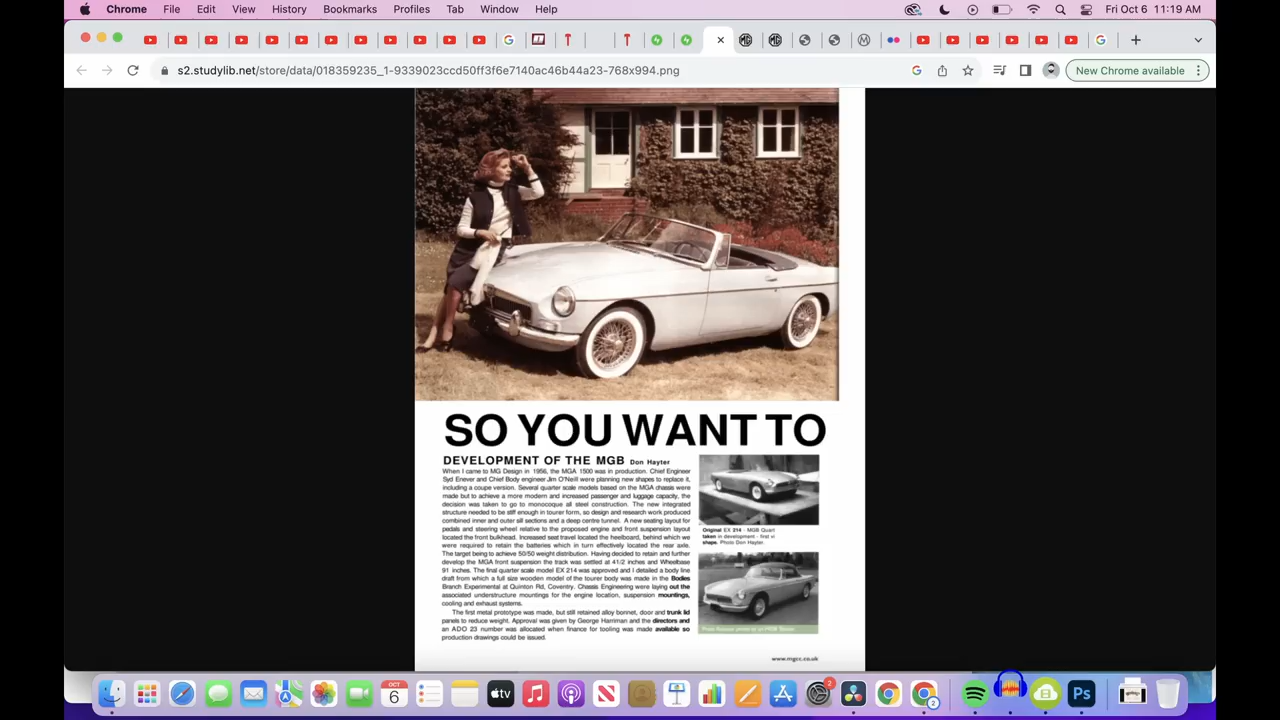 Chrome File Edit View History Bookmarks Profiles Tab Window Help Fri Oct 6 11:19 AM
s2.studylib.net/store/data/018359235_1-9339023ccd50ff3f6e7140ac46b44a23-768x994.png New Chrome available
SO YOU WANT TO
DEVELOPMENT OF THE MGB Don Hayter
When I came to MG Design in 1956, the MGA 1500 was in production. Chief Engineer
Syd Enever and Chief Body engineer Jim O'Neill were planning new shapes to replace it,
including a coupe version. Several quarter scale models based on the MGA chassis were
made but to achieve a more modern and increased passenger and luggage capacity, the
decision was taken to go to monocoque all steel construction. The new integrated
structure needed to be stiff enough in tourer form, so design and research work produced
combined inner and outer sill sections and a deep centre tunnel. A new seating layout for
pedals and steering wheel relative to the proposed engine and front suspension layout
located the front bulkhead. Increased seat travel located the heelboard, behind which we
were required to retain the batteries which in turn effectively located the rear axle.
The target being to achieve 50/50 weight distribution. Having decided to retain and further
develop the MGA front suspension the track was settled at 41/2 inches and Wheelbase
91 inches. The final quarter scale model EX 214 was approved and I detailed a body line
draft from which a full size wooden model of the tourer body was made in the Bodies
Branch Experimental at Quinton Rd, Coventry. Chassis Engineering were laying out the
associated understructure mountings for the engine location, suspension mountings,
cooling and exhaust systems.
The first metal prototype was made, but still retained alloy bonnet, door and trunk lid
panels to reduce weight. Approval was given by George Harriman and the directors and
an ADO 23 number was allocated when finance for tooling was made available so
production drawings could be issued.
Original EX 214 - MGB Quart
taken in development - first vi
shape. Photo Don Hayter.
www.mgcc.co.uk
OCT
6
tv
2
2
Ps